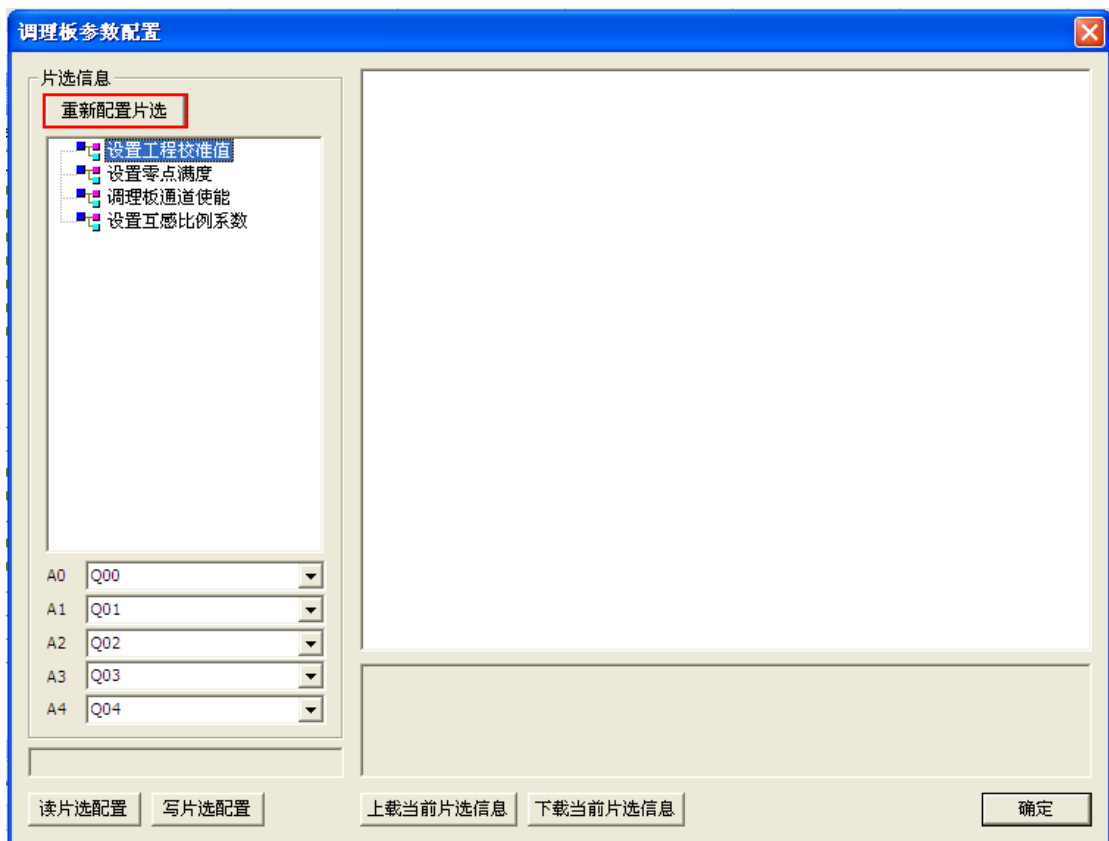 调理板参数配置
片选信息
重新配置片选
设置工程校准值
设置零点满度
调理板通道使能
设置互感比例系数
A0 Q00
A1 Q01
A2 Q02
A3 Q03
A4 Q04
读片选配置 写片选配置 上载当前片选信息 下载当前片选信息 确定